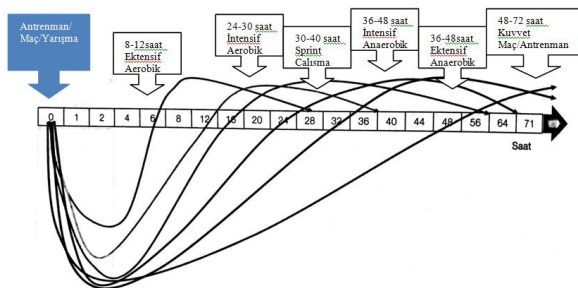 Antrenman/
Maç/Yarışma
8-12saat
Ektensif
Aerobik
24-30 saat
İntensif
Aerobik
30-40 saat
Sprint
Calısma
36-48 saat
İntensif
Anaerobik
36-48saat
Ektensif
Anaerobik
48-72 saat
Kuvvet
Maç/Antrenman
0 1 2 4 6 8 12 16 20 24 28 32 36 40 44 48 56 64 71
Saat